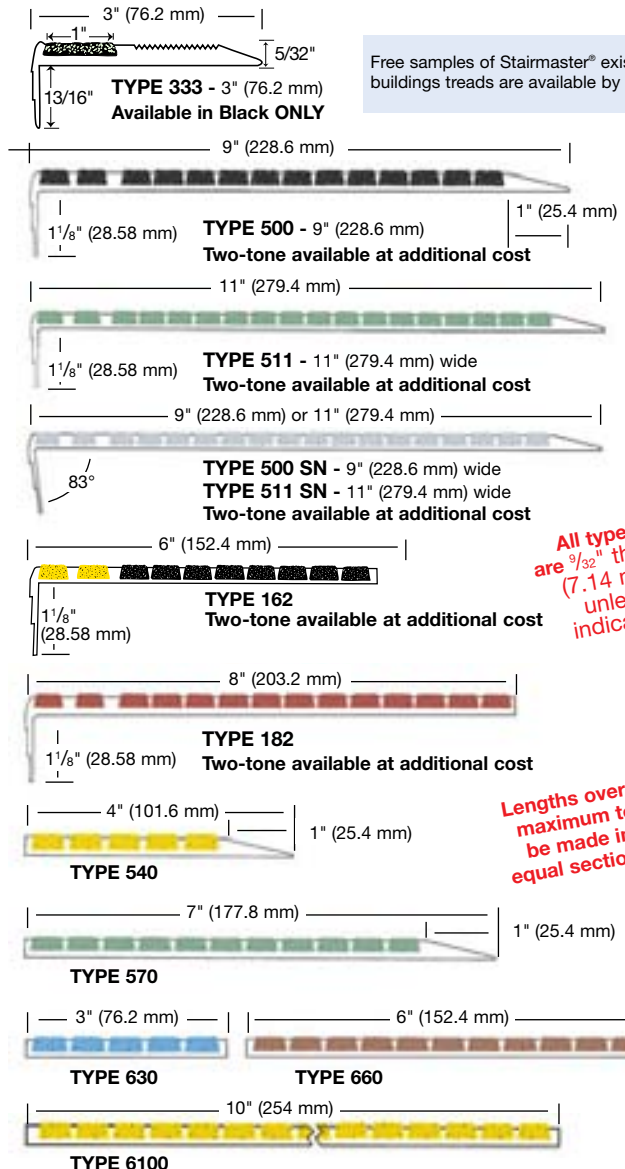 3" (76.2 mm)
1"
5/32"
13/16"
TYPE 333 - 3" (76.2 mm)
Available in Black ONLY
Free samples of Stairmaster®
buildings treads are available by
9" (228.6 mm)
1" (25.4 mm)
1 1/8" (28.58 mm)
TYPE 500 - 9" (228.6 mm)
Two-tone available at additional cost
11" (279.4 mm)
1 1/8" (28.58 mm)
TYPE 511 - 11" (279.4 mm) wide
Two-tone available at additional cost
9" (228.6 mm) or 11" (279.4 mm)
83°
TYPE 500 SN - 9" (228.6 mm) wide
TYPE 511 SN - 11" (279.4 mm) wide
Two-tone available at additional cost
6" (152.4 mm)
1 1/8"
(28.58 mm)
TYPE 162
Two-tone available at additional cost
All
are 9/32"
(7.14
8" (203.2 mm)
1 1/8" (28.58 mm)
TYPE 182
Two-tone available at additional cost
Lengths over
maximum
be made
equal
4" (101.6 mm)
1" (25.4 mm)
TYPE 540
7" (177.8 mm)
1" (25.4 mm)
TYPE 570
3" (76.2 mm)
6" (152.4 mm)
TYPE 630
TYPE 660
10" (254 mm)
TYPE 6100